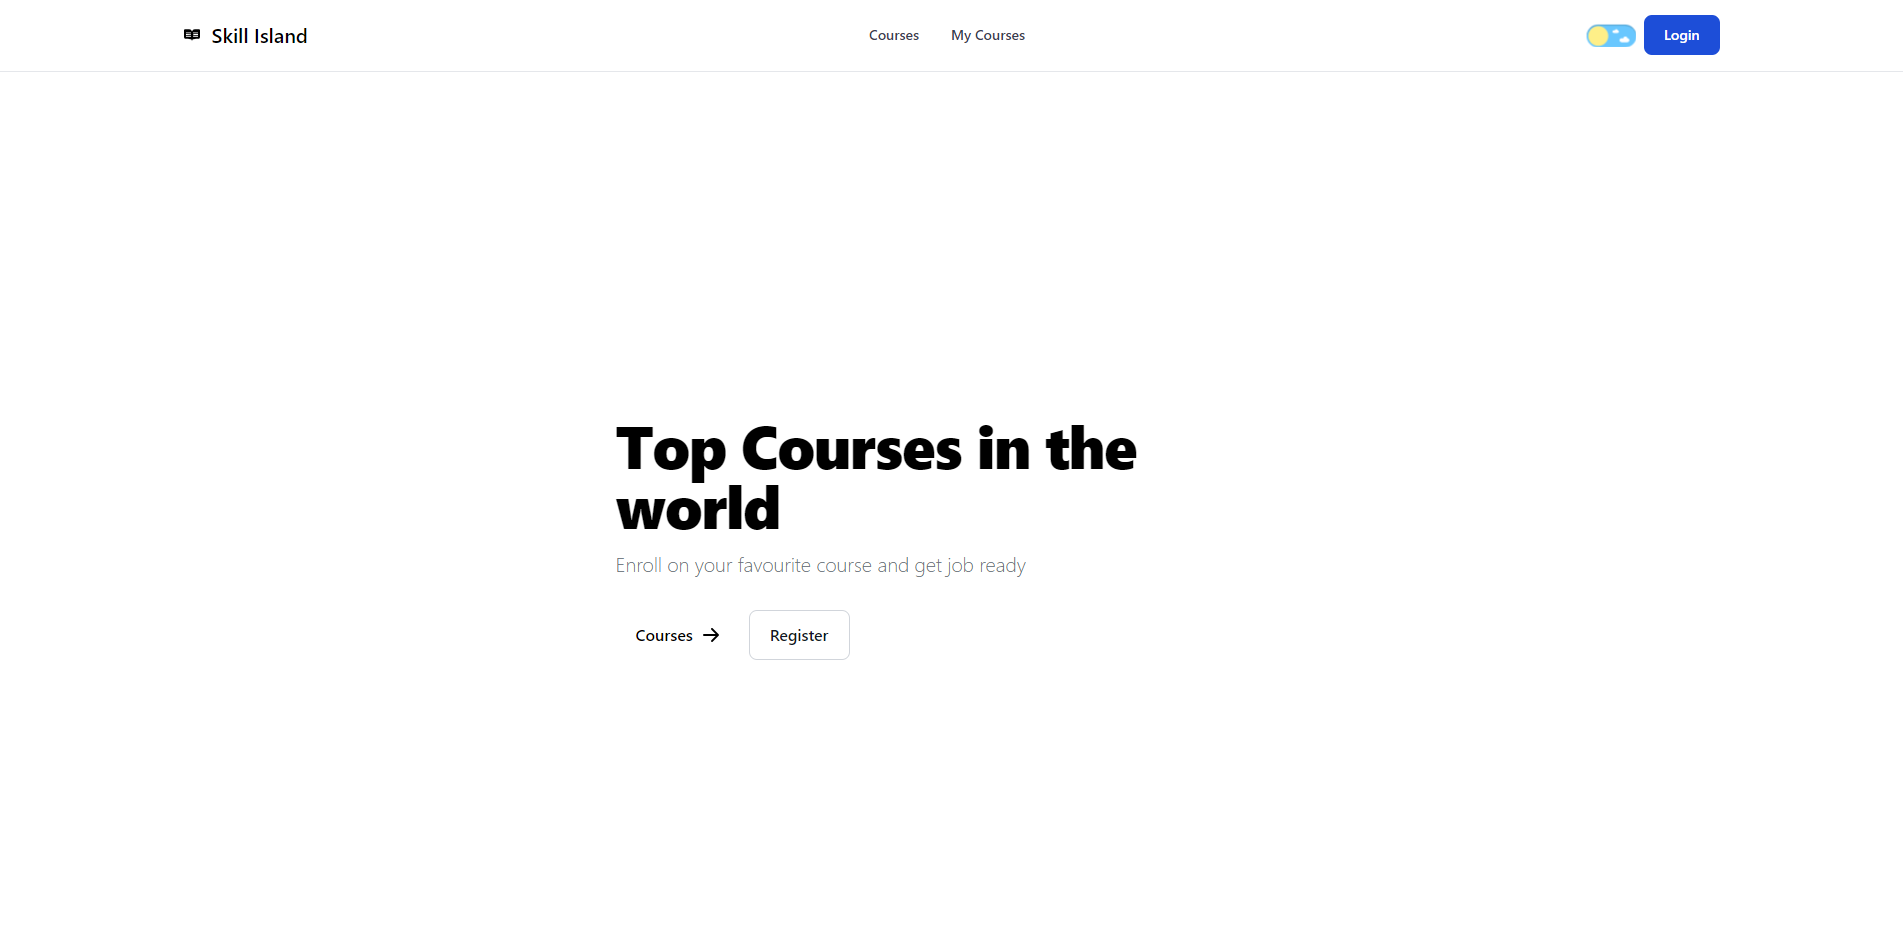 Skill Island
Courses
My Courses
Login
Top Courses in the
world
Enroll on your favourite course and get job ready
Courses
Register